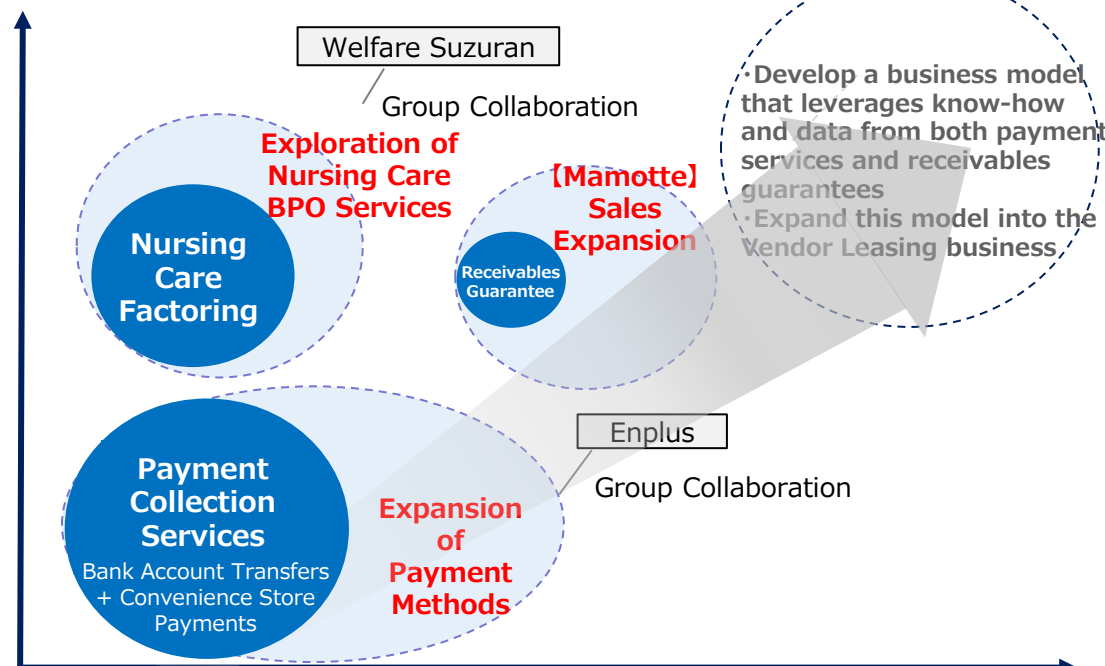 Welfare Suzuran
Group Collaboration
Exploration of
Nursing Care
BPO Services
Nursing
Care
Factoring
【Mamotte】
Sales
Expansion
Receivables
Guarantee
・Develop a business model
that leverages know-how
and data from both payment
services and receivables
guarantees
・Expand this model into the
Vendor Leasing business
Enplus
Group Collaboration
Payment
Collection
Services
Bank Account Transfers
+ Convenience Store
Payments
Expansion
of
Payment
Methods